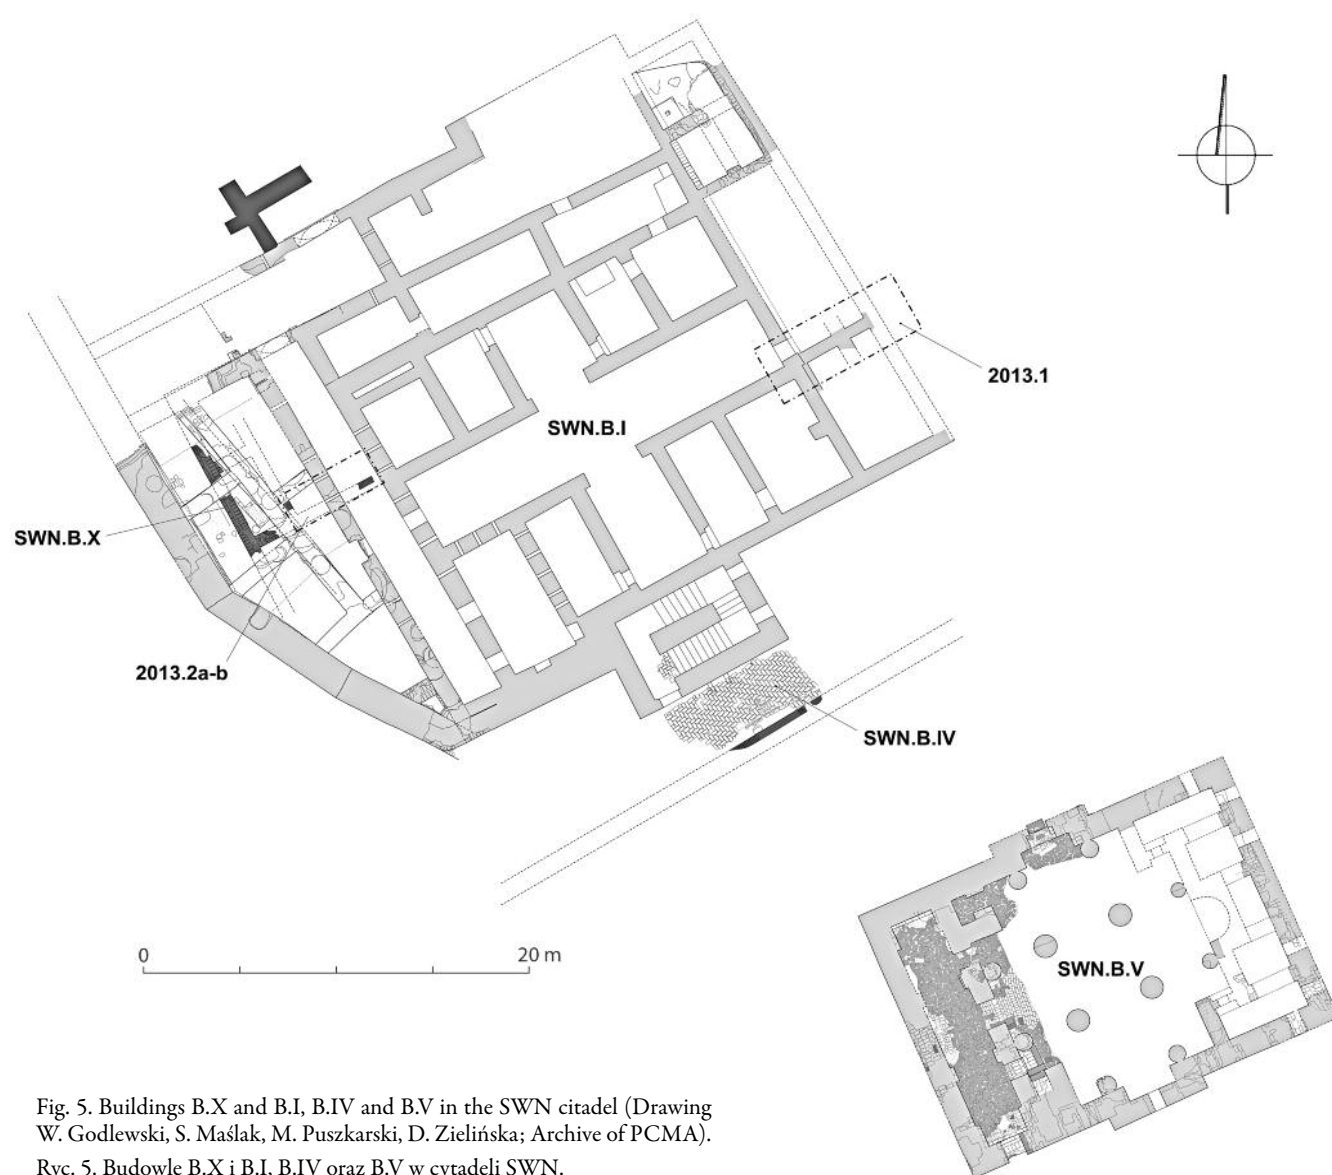 2013.1
SWN.B.I
SWN.B.X
2013.2a-b
SWN.B.IV
0 20 m
SWN.B.V
Fig. 5. Buildings B.X and B.I, B.IV and B.V in the SWN citadel (Drawing
W. Godlewski, S. Maślak, M. Puszkarski, D. Zielińska; Archive of PCMA).
Ryc. 5. Budowle B.X i B.I, B.IV oraz B.V w cytadeli SWN.